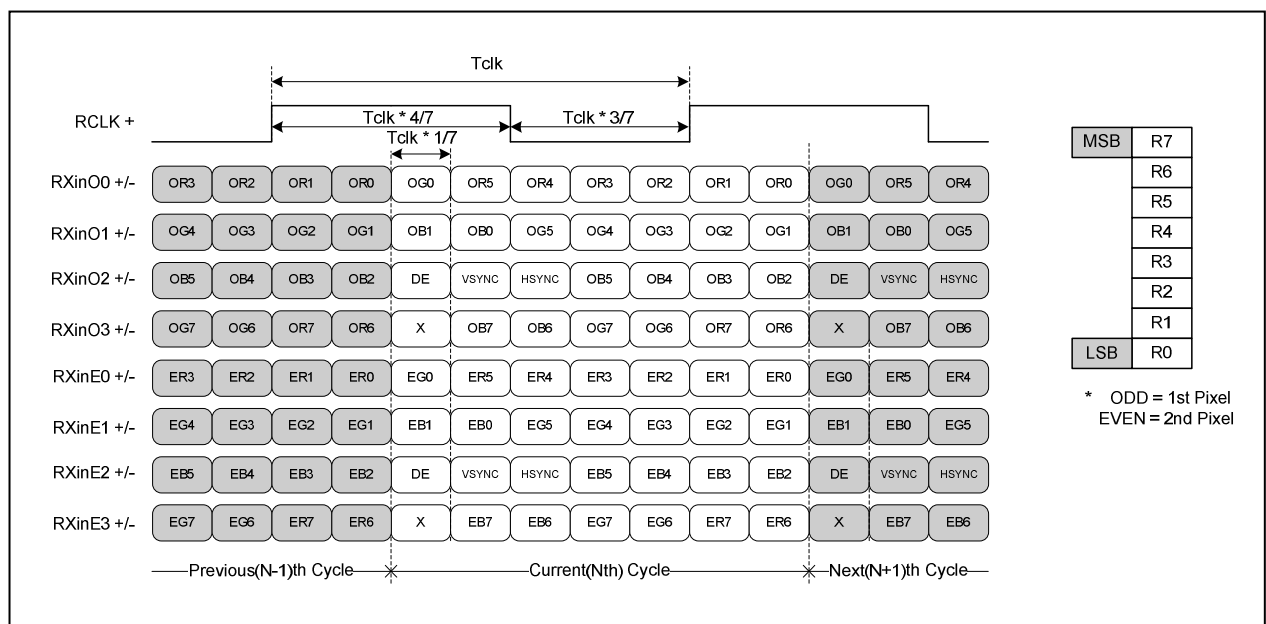 Tclk
RCLK +
Tclk * 4/7
Tclk * 3/7
Tclk * 1/7
RXinO0 +/- OR3 OR2 OR1 OR0 OG0 OR5 OR4 OR3 OR2 OR1 OR0 OG0 OR5 OR4
RXinO1 +/- OG4 OG3 OG2 OG1 OB1 OB0 OG5 OG4 OG3 OG2 OG1 OB1 OB0 OG5
RXinO2 +/- OB5 OB4 OB3 OB2 DE VSYNC HSYNC OB5 OB4 OB3 OB2 DE VSYNC HSYNC
RXinO3 +/- OG7 OG6 OR7 OR6 X OB7 OB6 OG7 OG6 OR7 OR6 X OB7 OB6
RXinE0 +/- ER3 ER2 ER1 ER0 EG0 ER5 ER4 ER3 ER2 ER1 ER0 EG0 ER5 ER4
RXinE1 +/- EG4 EG3 EG2 EG1 EB1 EB0 EG5 EG4 EG3 EG2 EG1 EB1 EB0 EG5
RXinE2 +/- EB5 EB4 EB3 EB2 DE VSYNC HSYNC EB5 EB4 EB3 EB2 DE VSYNC HSYNC
RXinE3 +/- EG7 EG6 ER7 ER6 X EB7 EB6 EG7 EG6 ER7 ER6 X EB7 EB6
Previous(N-1)th Cycle Current(Nth) Cycle Next(N+1)th Cycle
MSB R7
R6
R5
R4
R3
R2
R1
LSB R0
* ODD = 1st Pixel
EVEN = 2nd Pixel